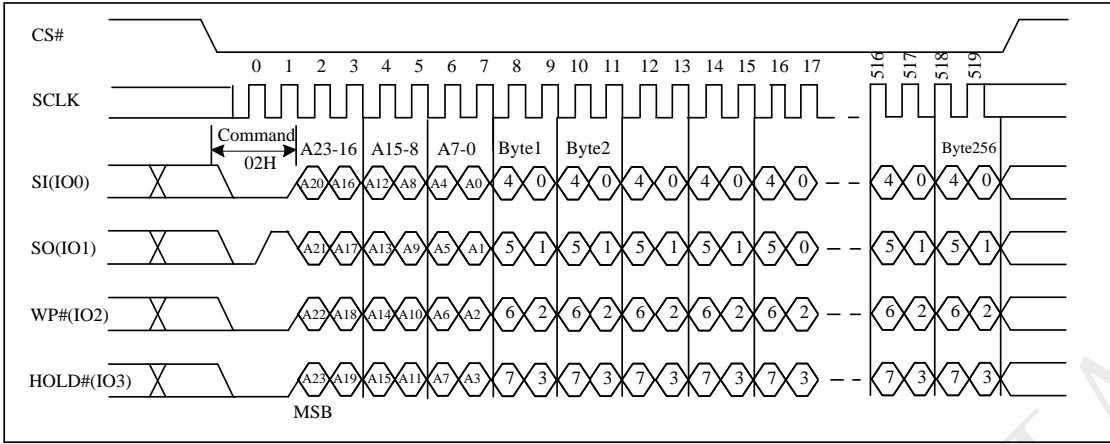 CS#
0 1 2 3 4 5 6 7 8 9 10 11 12 13 14 15 16 17 516 517 518 519
SCLK
Command
02H
A23-16 A15-8 A7-0 Byte1 Byte2 Byte256
SI(IO0) A20 A16 A12 A8 A4 A0 4 0 4 0 4 0 4 0 4 0 4 0 4 0
SO(IO1) A21 A17 A13 A9 A5 A1 5 1 5 1 5 1 5 1 5 0 5 1 5 1
WP#(IO2) A22 A18 A14 A10 A6 A2 6 2 6 2 6 2 6 2 6 2 6 2 6 2
HOLD#(IO3) A23 A19 A15 A11 A7 A3 7 3 7 3 7 3 7 3 7 3 7 3 7 3
MSB